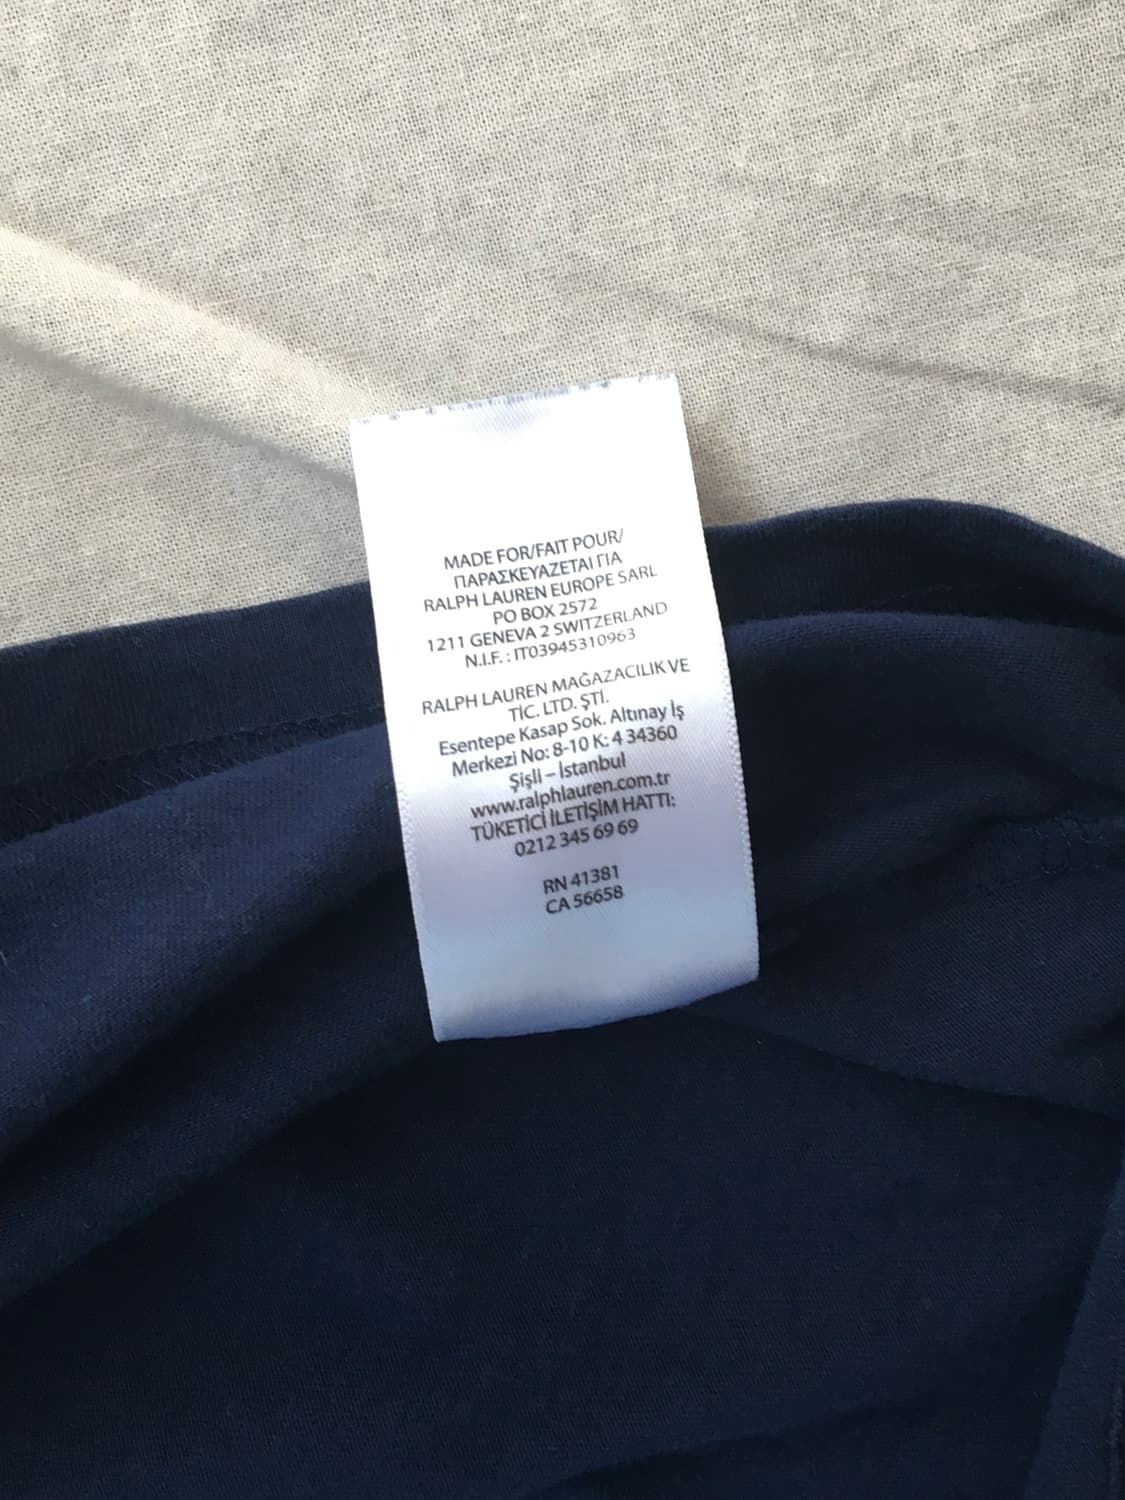 MADE FOR/FAIT POUR/
ΠΑΡΑΣΚΕΥΑΖΕΤΑΙ ΓΙΑ
RALPH LAUREN EUROPE SARL
PO BOX 2572
1211 GENEVA 2 SWITZERLAND
N.I.F. : IT03945310963
RALPH LAUREN MAĞAZACILIK VE
TİC. LTD. ŞTİ.
Esentepe Kasap Sok. Altınay İş
Merkezi No: 8-10 K: 4 34360
Şişli – İstanbul
www.ralphlauren.com.tr
TÜKETİCİ İLETİŞİM HATTI:
0212 345 69 69
RN 41381
CA 56658